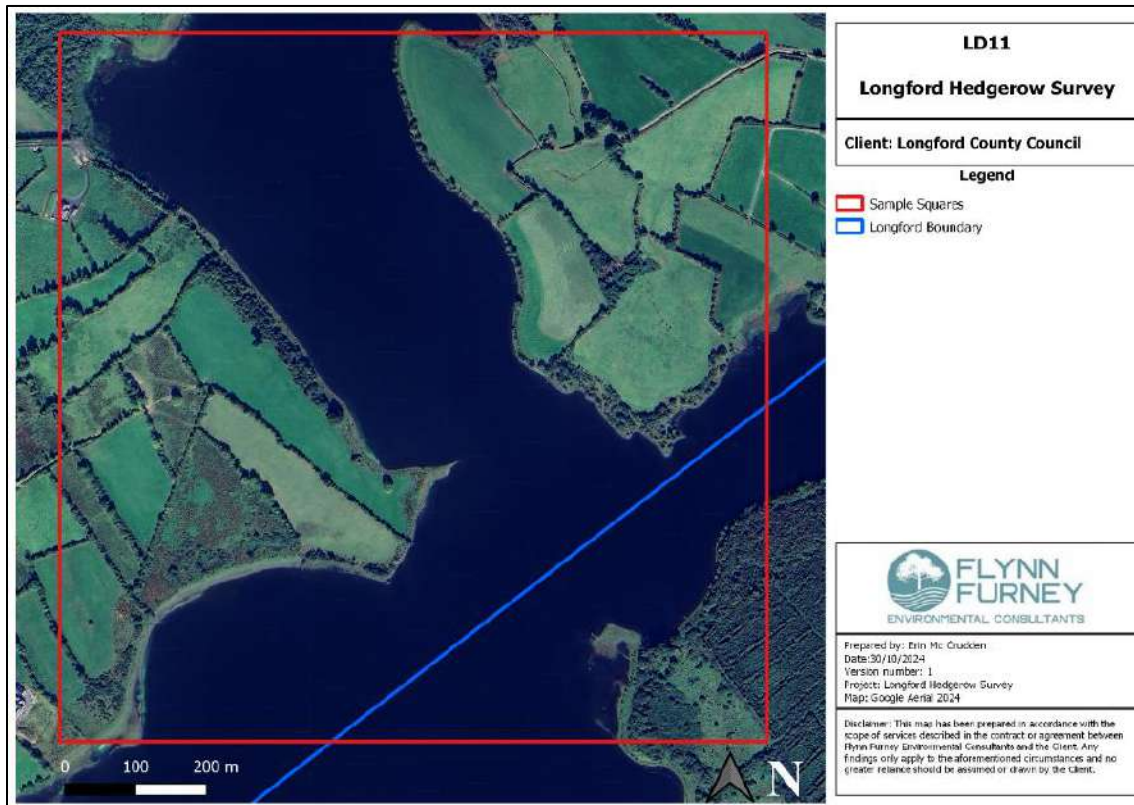 LD11
Longford Hedgerow Survey
Client: Longford County Council
Legend
Sample Squares
Longford Boundary
FLYNN
FURNEY
ENVIRONMENTAL CONSULTANTS
Prepared by: Erin Mc Crudden
Date:30/10/2024
Version number: 1
Project: Longford Hedgerow Survey
Map: Google Aerial 2024
Disclaimer: This map has been prepared in accordance with the
scope of services described in the contract or agreement between
Flynn Furney Environmental Consultants and the Client. Any
findings only apply to the aforementioned circumstances and no
greater reliance should be assumed or drawn by the Client.
0 100 200 m
N